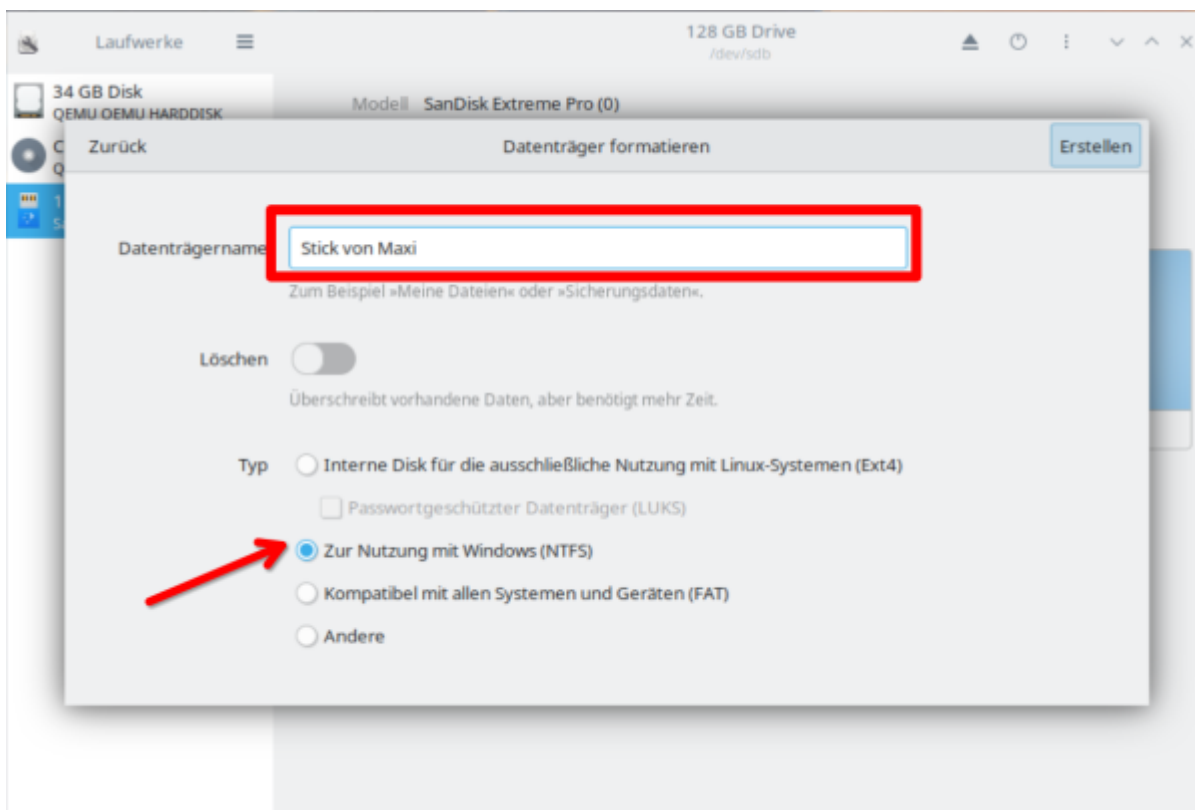 Laufwerke
128 GB Drive
/dev/sdb
34 GB Disk
QEMU QEMU HARDDISK
Modell SanDisk Extreme Pro (0)
Zurück
Datenträger formatieren
Erstellen
Datenträgername
Stick von Maxi
Zum Beispiel »Meine Dateien« oder »Sicherungsdaten«.
Löschen
Überschreibt vorhandene Daten, aber benötigt mehr Zeit.
Typ
Interne Disk für die ausschließliche Nutzung mit Linux-Systemen (Ext4)
Passwortgeschützter Datenträger (LUKS)
Zur Nutzung mit Windows (NTFS)
Kompatibel mit allen Systemen und Geräten (FAT)
Andere